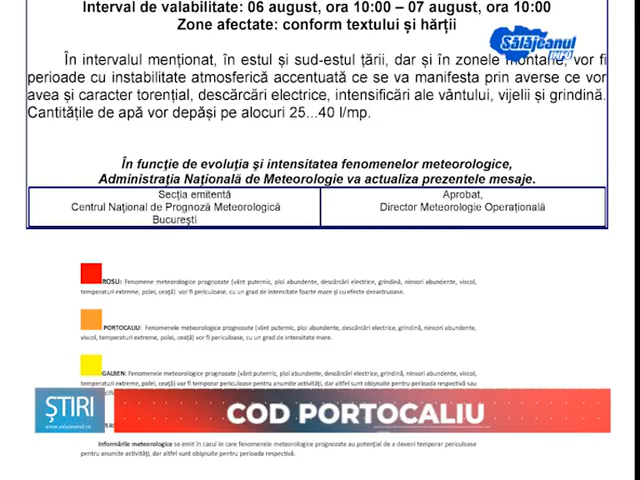 Interval de valabilitate: 06 august, ora 10:00 – 07 august, ora 10:00
Zone afectate: conform textului și hărții
Sălăjeanul
INFO
În intervalul menționat, în estul și sud-estul țării, dar și în zonele montane, vor fi
perioade cu instabilitate atmosferică accentuată ce se va manifesta prin averse ce vor
avea și caracter torențial, descărcări electrice, intensificări ale vântului, vijelii și grindină.
Cantitățile de apă vor depăși pe alocuri 25...40 l/mp.
În funcție de evoluția și intensitatea fenomenelor meteorologice,
Administrația Națională de Meteorologie va actualiza prezentele mesaje.
Secția emitentă
Centrul Național de Prognoză Meteorologică
București
Aprobat,
Director Meteorologie Operațională
ROSU: Fenomene meteorologice prognozate (vânt puternic, ploi abundente, descărcări electrice, grindină, ninsori abundente, viscol,
temperaturi extreme, polei, ceață) vor fi periculoase, cu un grad de intensitate foarte mare și cu efecte dezastruoase.
PORTOCALIU: Fenomenele meteorologice prognozate (vânt puternic, ploi abundente, descărcări electrice, grindină, ninsori abundente,
viscol, temperaturi extreme, polei, ceață) vor fi periculoase, cu un grad de intensitate mare.
GALBEN: Fenomenele meteorologice prognozate (vânt puternic, ploi abundente, descărcări electrice, grindină, ninsori abundente, viscol,
temperaturi extreme, polei, ceață) vor fi temporar periculoase pentru anumite activități, dar altfel sunt obișnuite pentru perioada respectivă sau
ȘTIRI
www.salajeanul.ro
COD PORTOCALIU
Informările meteorologice se emit în cazul în care fenomenele meteorologice prognozate au potențial de a deveni temporar periculoase
pentru anumite activități, dar altfel sunt obișnuite pentru perioada respectivă.